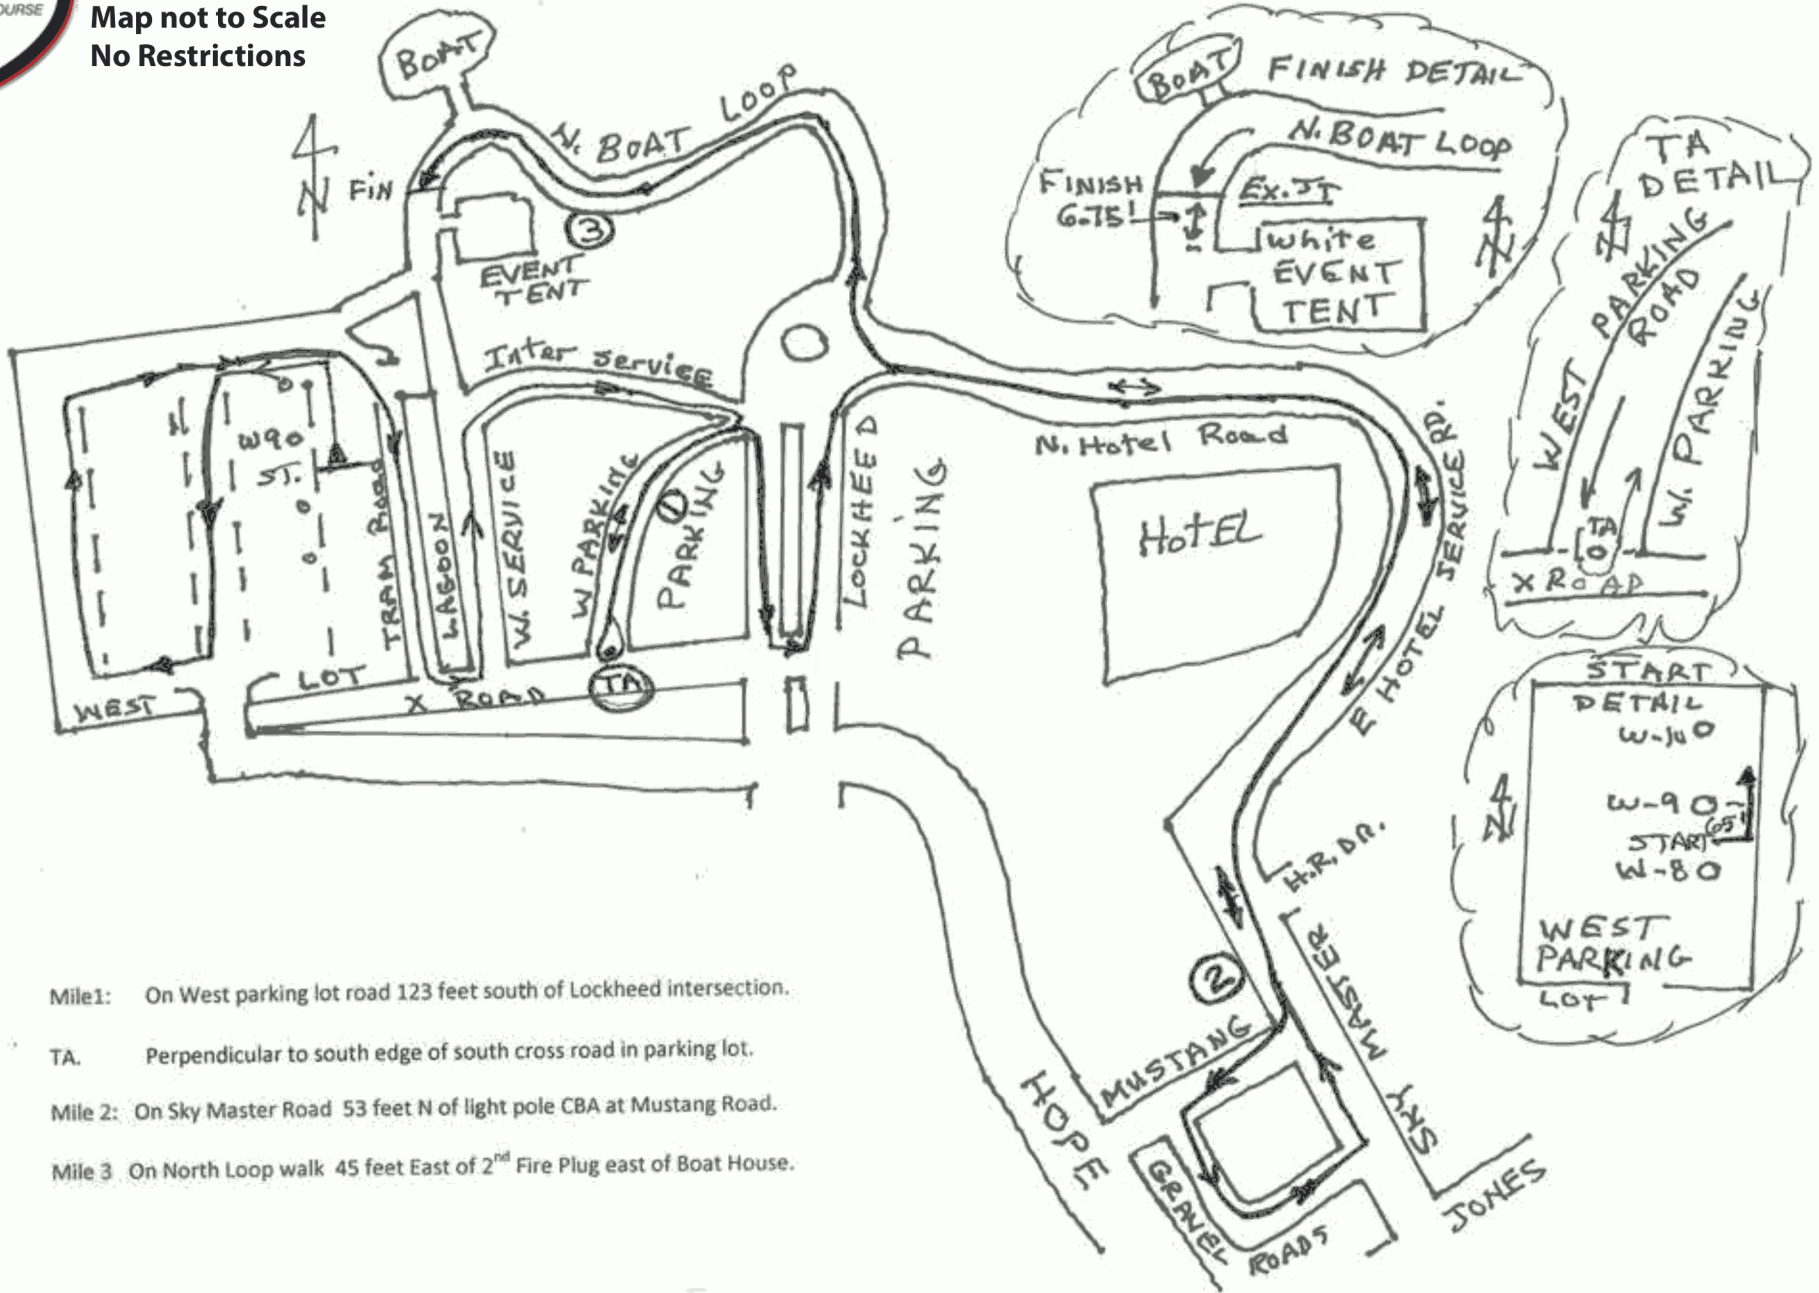 OURSE
Map not to Scale
No Restrictions
BOAT
N. BOAT LOOP
N
FIN
3
EVENT
TENT
Inter service
W90
ST.
TRAM ROAD
LAGOON
W. SERVICE
W PARKING
1
PARKING
LOCKHEED
PARKING
N. Hotel Road
HOTEL
E HOTEL SERVICE RD.
WEST
LOT
X ROAD
TA
H.R. DR.
2
MASTER
SKY
MUSTANG
HOPE
GRAVEL
ROADS
JONES
BOAT
FINISH DETAIL
N. BOAT LOOP
FINISH
6.75'
EX. JT
White
EVENT
TENT
N
TA
DETAIL
N
WEST PARKING
ROAD
W. PARKING
TA
X ROAD
START
DETAIL
W-100
W-90
65'
START
W-80
N
WEST
PARKING
LOT
Mile1: On West parking lot road 123 feet south of Lockheed intersection.
TA. Perpendicular to south edge of south cross road in parking lot.
Mile 2: On Sky Master Road 53 feet N of light pole CBA at Mustang Road.
Mile 3 On North Loop walk 45 feet East of 2nd Fire Plug east of Boat House.